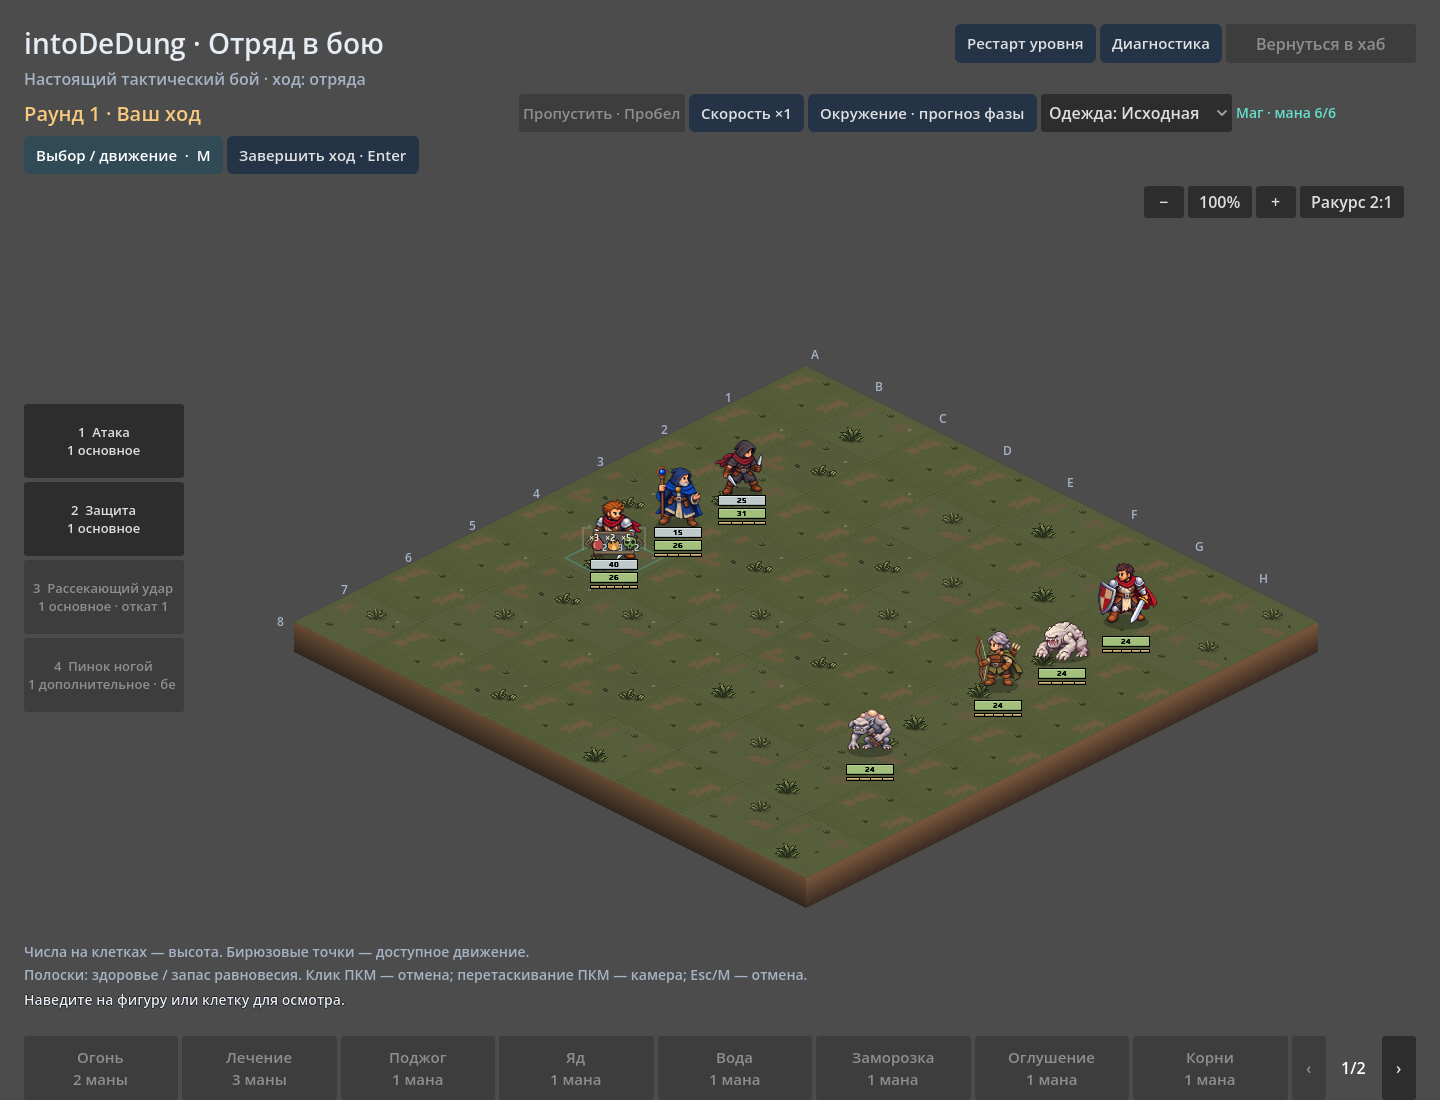 intoDeDung · Отряд в бою
Рестарт уровня
Диагностика
Вернуться в хаб
Настоящий тактический бой · ход: отряда
Раунд 1 · Ваш ход
Пропустить · Пробел
Скорость ×1
Окружение · прогноз фазы
Одежда: Исходная
Маг · мана 6/6
Выбор / движение · M
Завершить ход · Enter
−
100%
+
Ракурс 2:1
A
B
C
D
E
F
G
H
1
2
3
4
5
6
7
8
1 Атака
1 основное
2 Защита
1 основное
3 Рассекающий удар
1 основное · откат 1
4 Пинок ногой
1 дополнительное · бе
25
31
15
26
×3 ×2 ×5
40
26
24
24
24
24
Числа на клетках — высота. Бирюзовые точки — доступное движение.
Полоски: здоровье / запас равновесия. Клик ПКМ — отмена; перетаскивание ПКМ — камера; Esc/M — отмена.
Наведите на фигуру или клетку для осмотра.
Огонь
2 маны
Лечение
3 маны
Поджог
1 мана
Яд
1 мана
Вода
1 мана
Заморозка
1 мана
Оглушение
1 мана
Корни
1 мана
‹
1/2
›